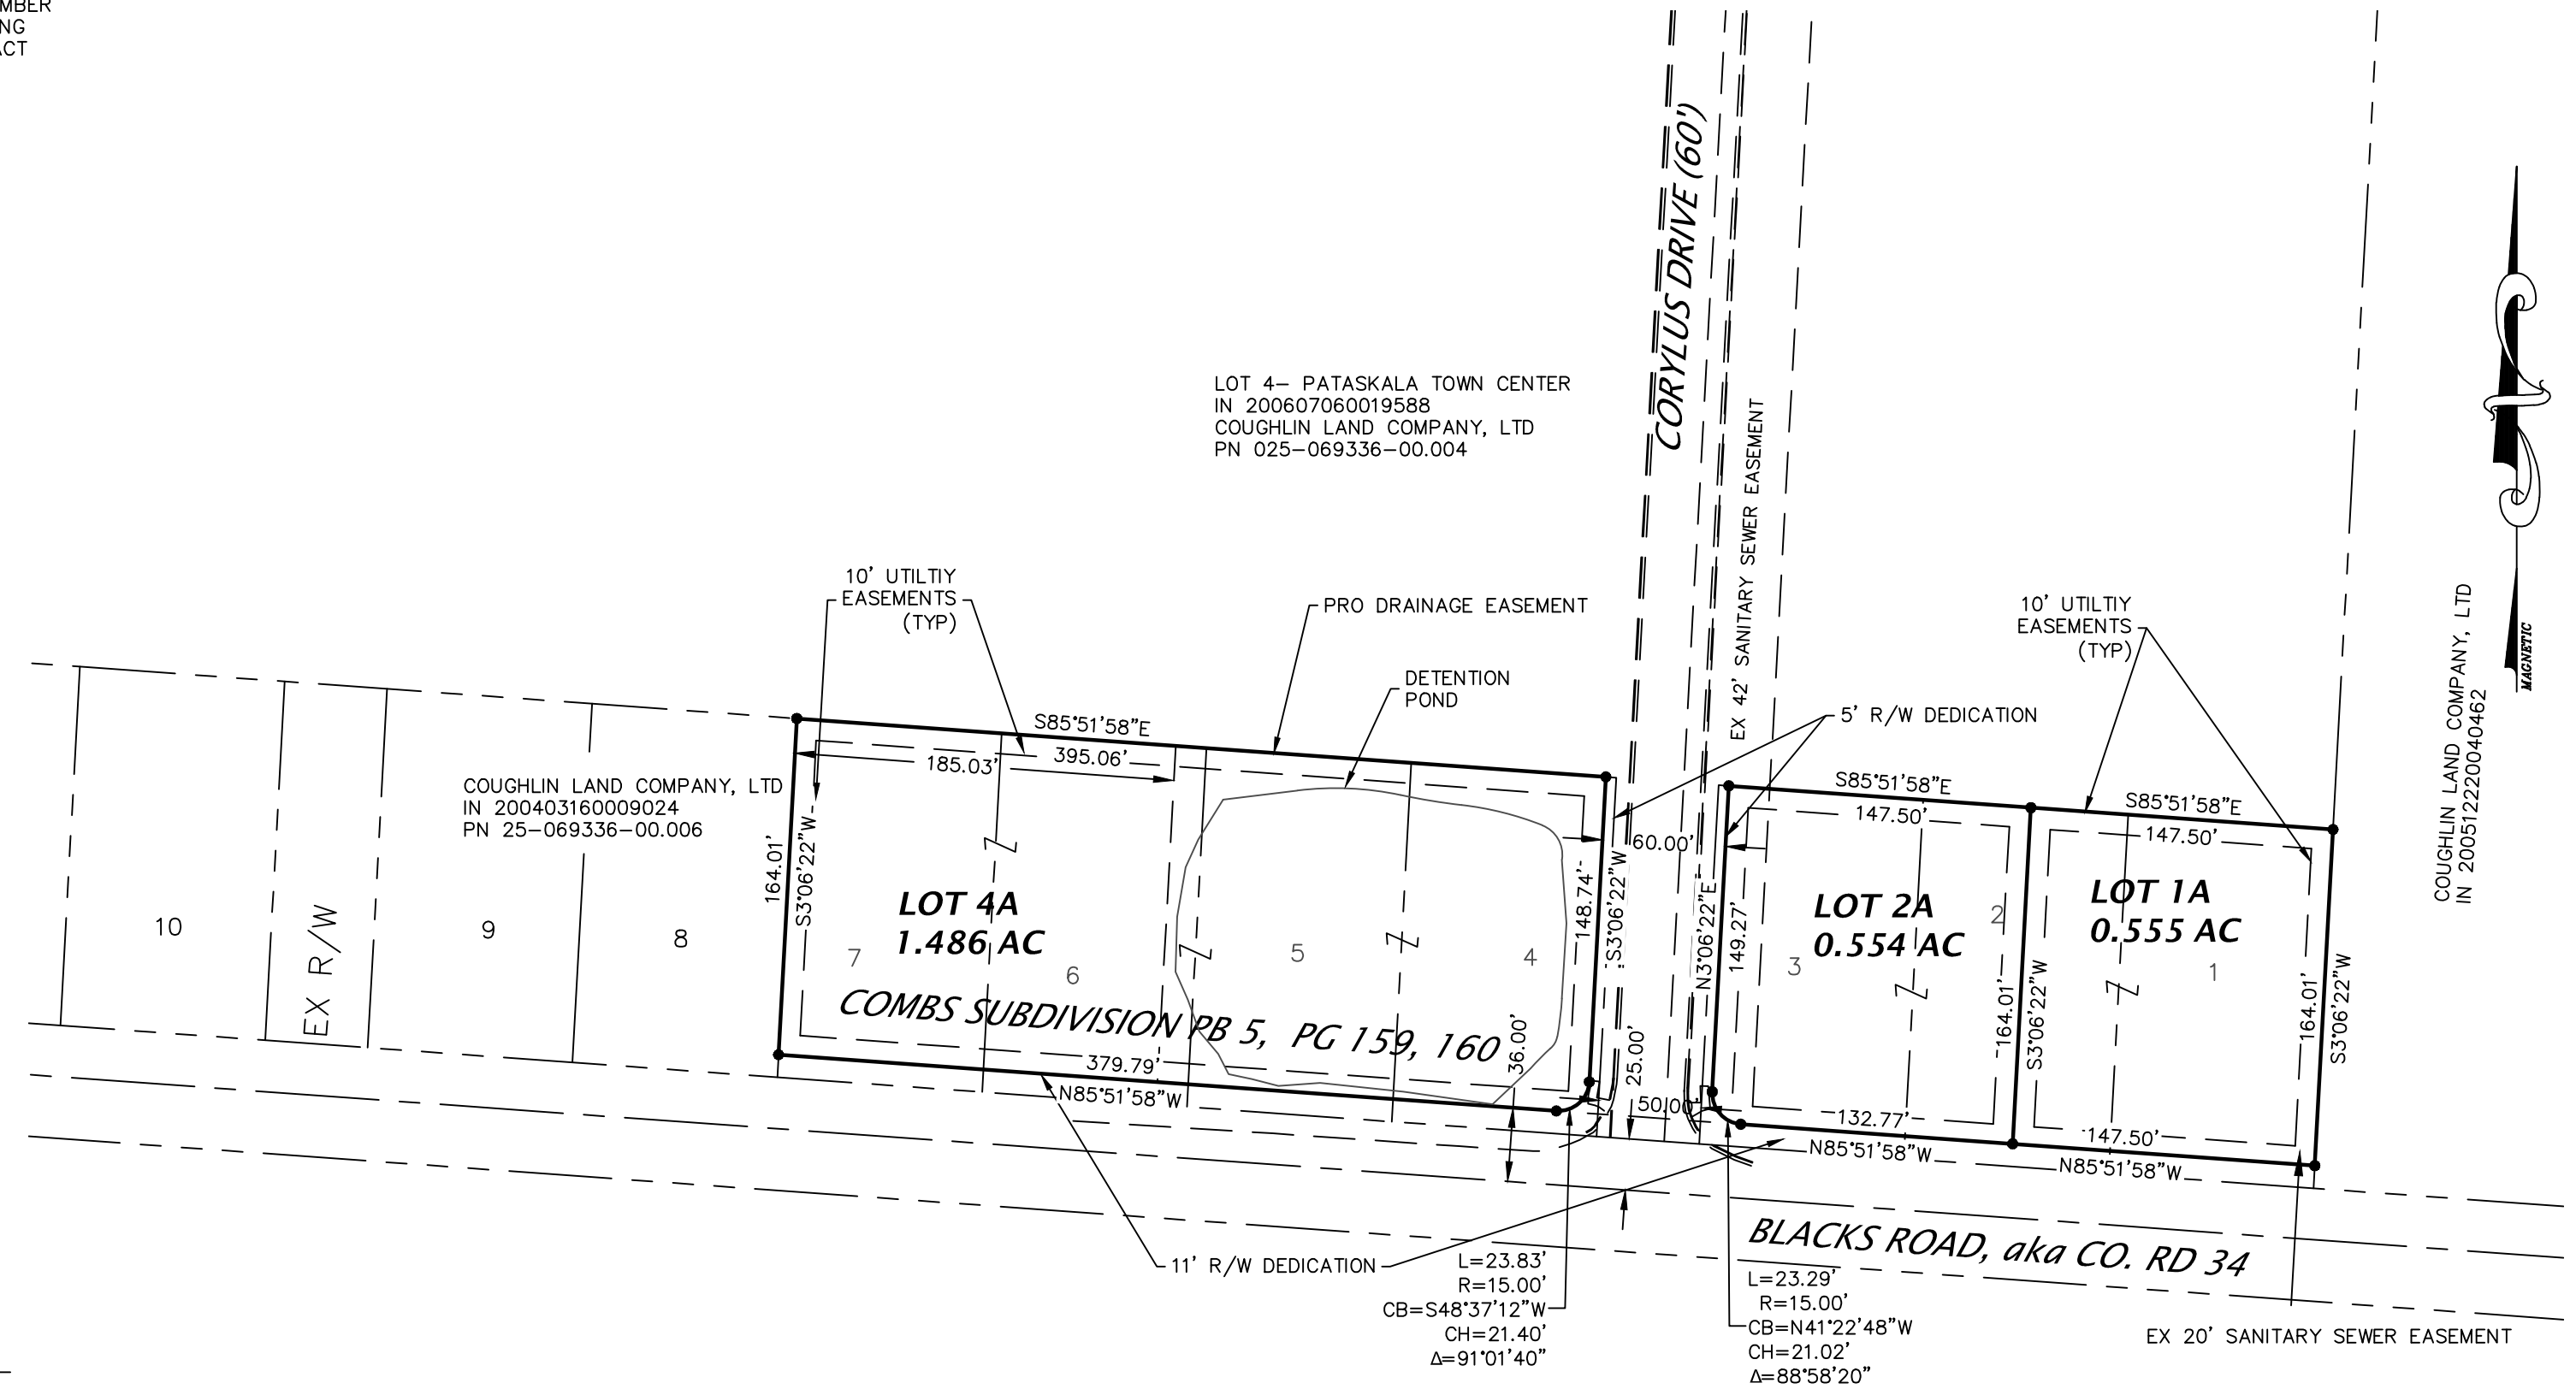 MBER
NG
ACT
CORYLUS DRIVE (60')
EX 42' SANITARY SEWER EASEMENT
LOT 4– PATASKALA TOWN CENTER
IN 200607060019588
COUGHLIN LAND COMPANY, LTD
PN 025–069336–00.004
MAGNETIC
COUGHLIN LAND COMPANY, LTD
IN 200512220040462
10' UTILTIY
EASEMENTS
(TYP)
PRO DRAINAGE EASEMENT
DETENTION
POND
10' UTILTIY
EASEMENTS
(TYP)
5' R/W DEDICATION
S85°51'58"E
395.06'
185.03'
COUGHLIN LAND COMPANY, LTD
IN 200403160009024
PN 25–069336–00.006
164.01'
S3°06'22"W
LOT 4A
1.486 AC
10
EX R/W
9
8
7
6
5
4
COMBS SUBDIVISION PB 5, PG 159, 160
148.74'
S3°06'22"W
60.00'
N3°06'22"E
149.27'
S85°51'58"E
147.50'
LOT 2A
0.554 AC
2
3
164.01'
S3°06'22"W
S85°51'58"E
147.50'
LOT 1A
0.555 AC
1
164.01'
S3°06'22"W
379.79'
N85°51'58"W
36.00'
25.00'
50.00'
132.77'
N85°51'58"W
147.50'
N85°51'58"W
11' R/W DEDICATION
L=23.83'
R=15.00'
CB=S48°37'12"W
CH=21.40'
Δ=91°01'40"
BLACKS ROAD, aka CO. RD 34
L=23.29'
R=15.00'
CB=N41°22'48"W
CH=21.02'
Δ=88°58'20"
EX 20' SANITARY SEWER EASEMENT